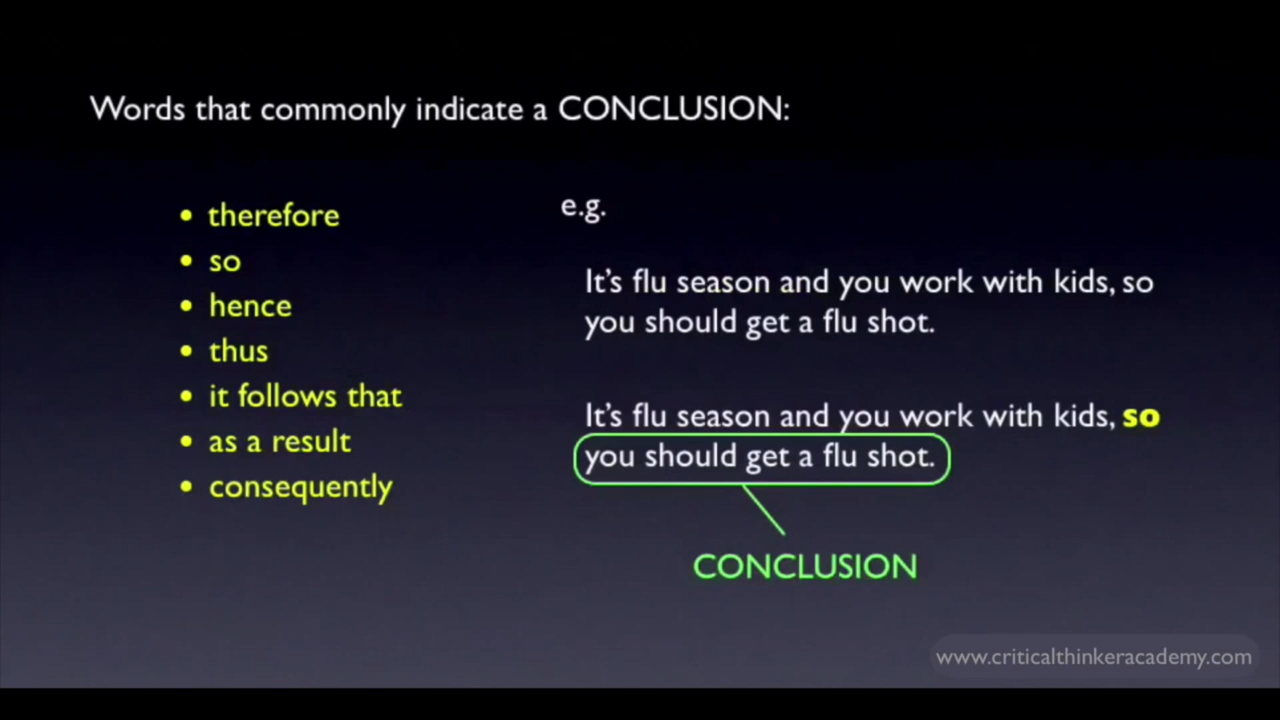 Words that commonly indicate a CONCLUSION:
• therefore
• so
• hence
• thus
• it follows that
• as a result
• consequently
e.g.
It's flu season and you work with kids, so
you should get a flu shot.
It's flu season and you work with kids, so
you should get a flu shot.
CONCLUSION
www.criticalthinkeracademy.com